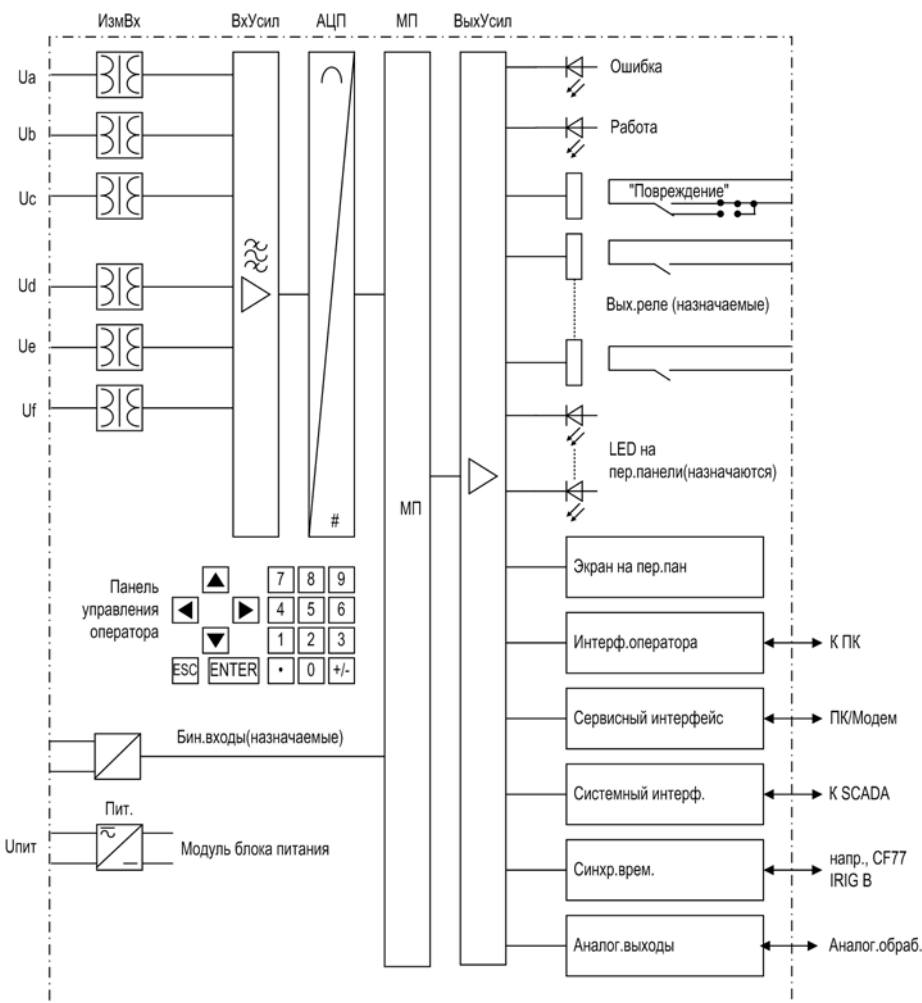 ИзмВх
ВхУсил
АЦП
МП
ВыхУсил
Ua
Ub
Uc
Ud
Ue
Uf
#
МП
Ошибка
Работа
"Повреждение"
Вых.реле (назначаемые)
LED на
пер.панели(назначаются)
Экран на пер.пан
Интерф.оператора
К ПК
Сервисный интерфейс
ПК/Модем
Системный интерф.
К SCADA
Синхр.врем.
напр., CF77
IRIG B
Аналог.выходы
Аналог.обраб.
Панель
управления
оператора
7 8 9
4 5 6
1 2 3
ESC ENTER • 0 +/-
Бин.входы(назначаемые)
Пит.
Uпит
Модуль блока питания